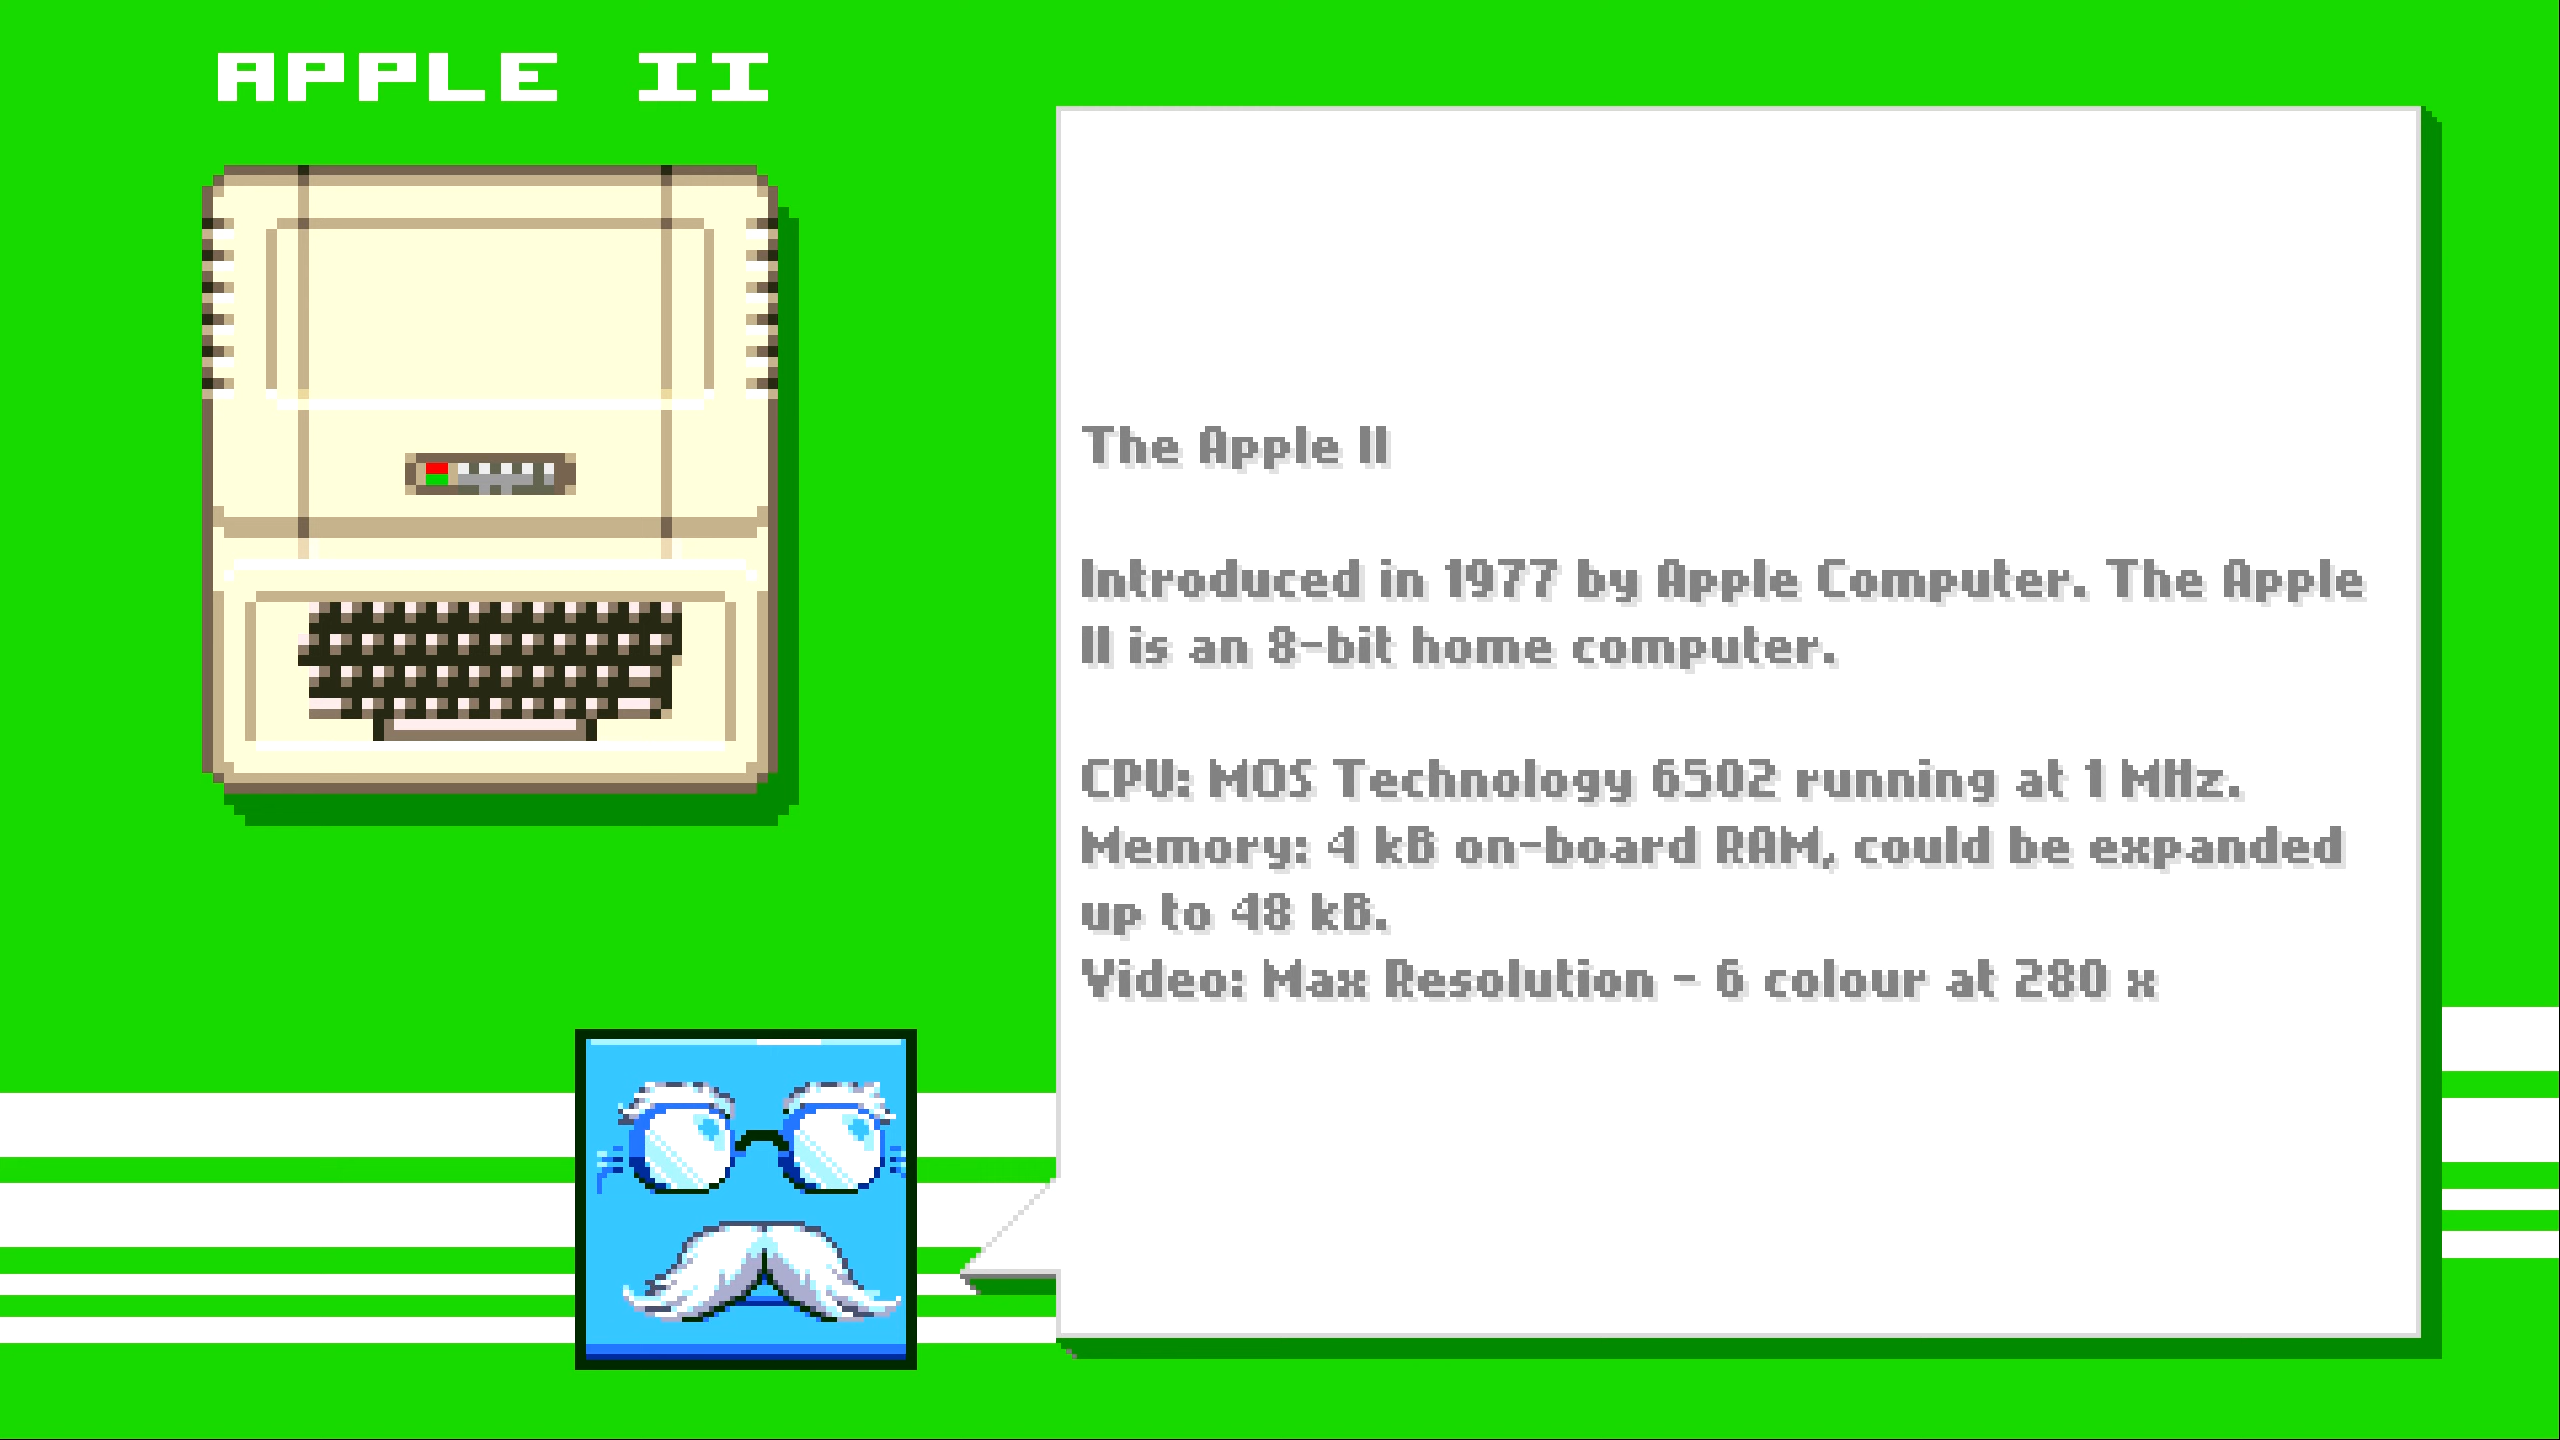 APPLE II
The Apple II
Introduced in 1977 by Apple Computer. The Apple
II is an 8-bit home computer.
CPU: MOS Technology 6502 running at 1 MHz.
Memory: 4 kB on-board RAM, could be expanded
up to 48 kB.
Video: Max Resolution - 6 colour at 280 x